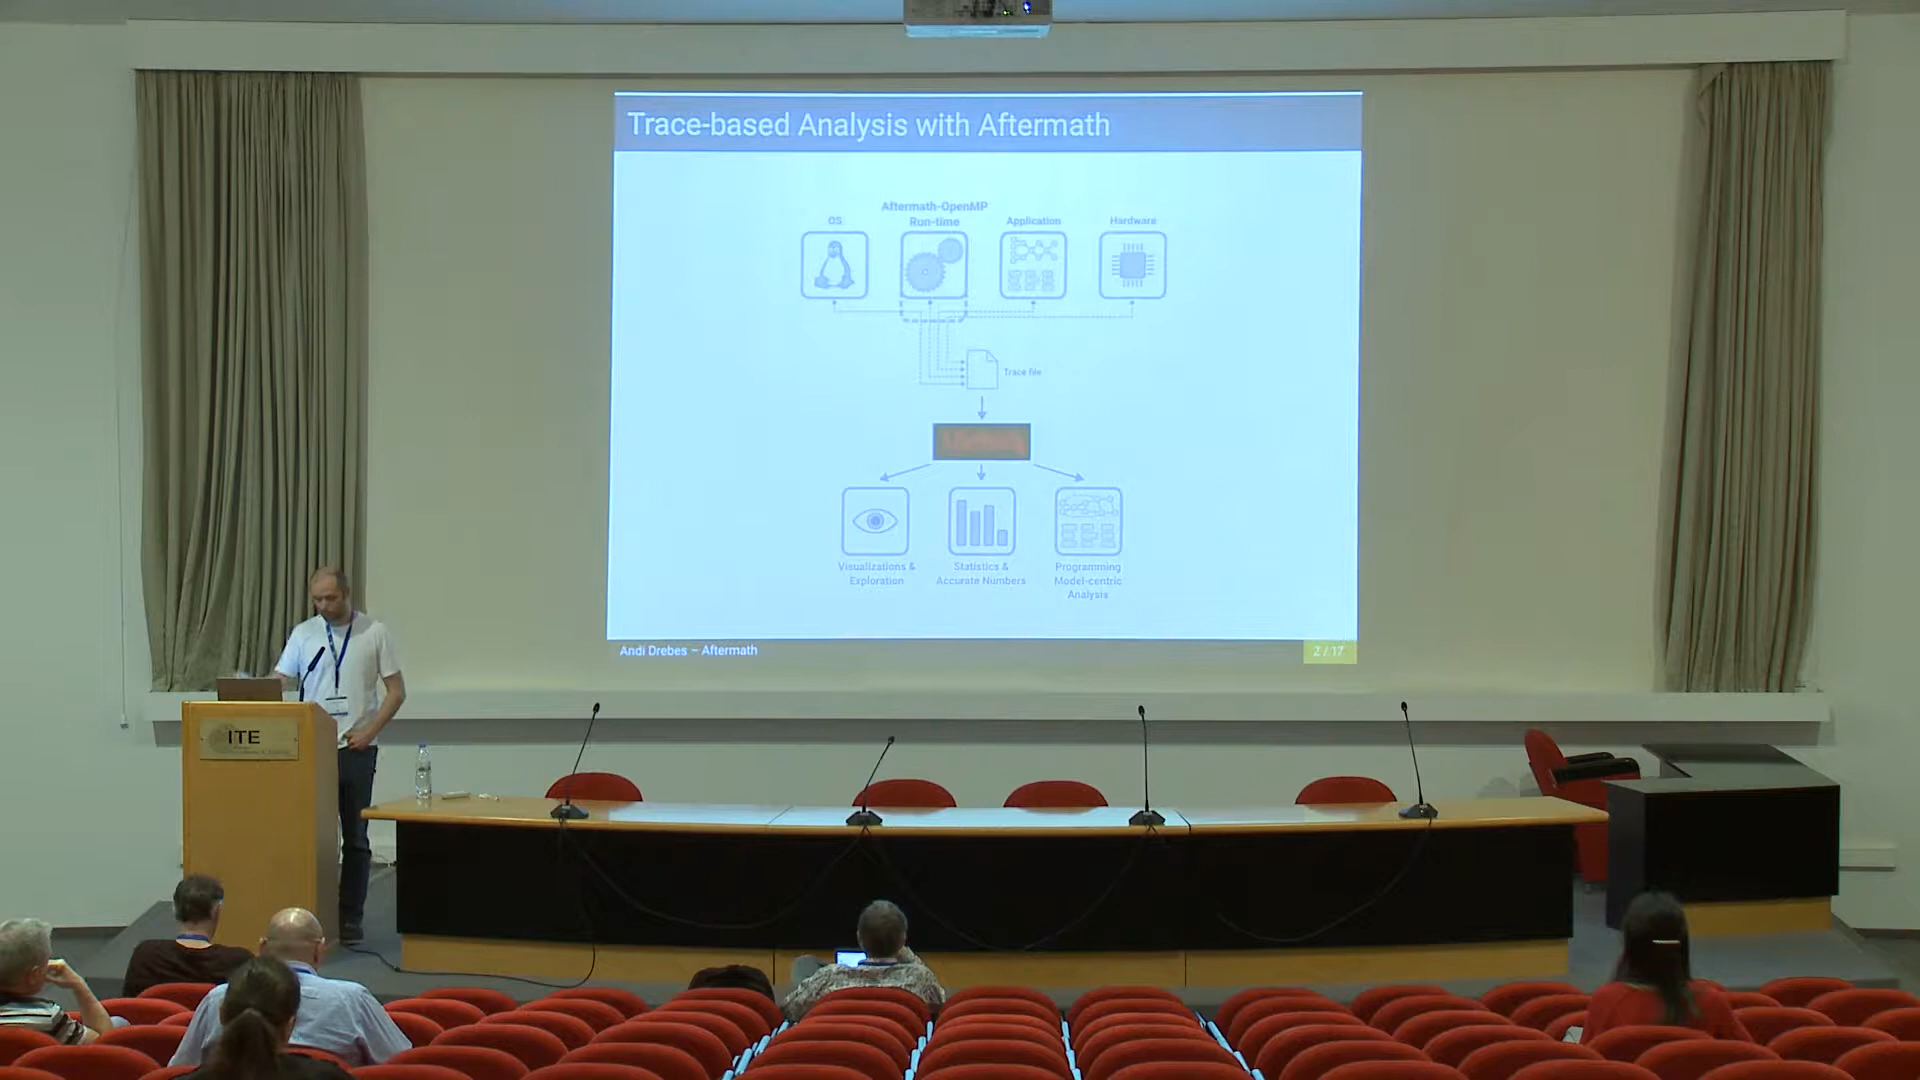 Trace-based Analysis with Aftermath
OS
Aftermath-OpenMP
Run-time
Application
Hardware
Trace file
Visualizations &
Exploration
Statistics &
Accurate Numbers
Programming
Model-centric
Analysis
Andi Drebes – Aftermath
2 / 17
ITE